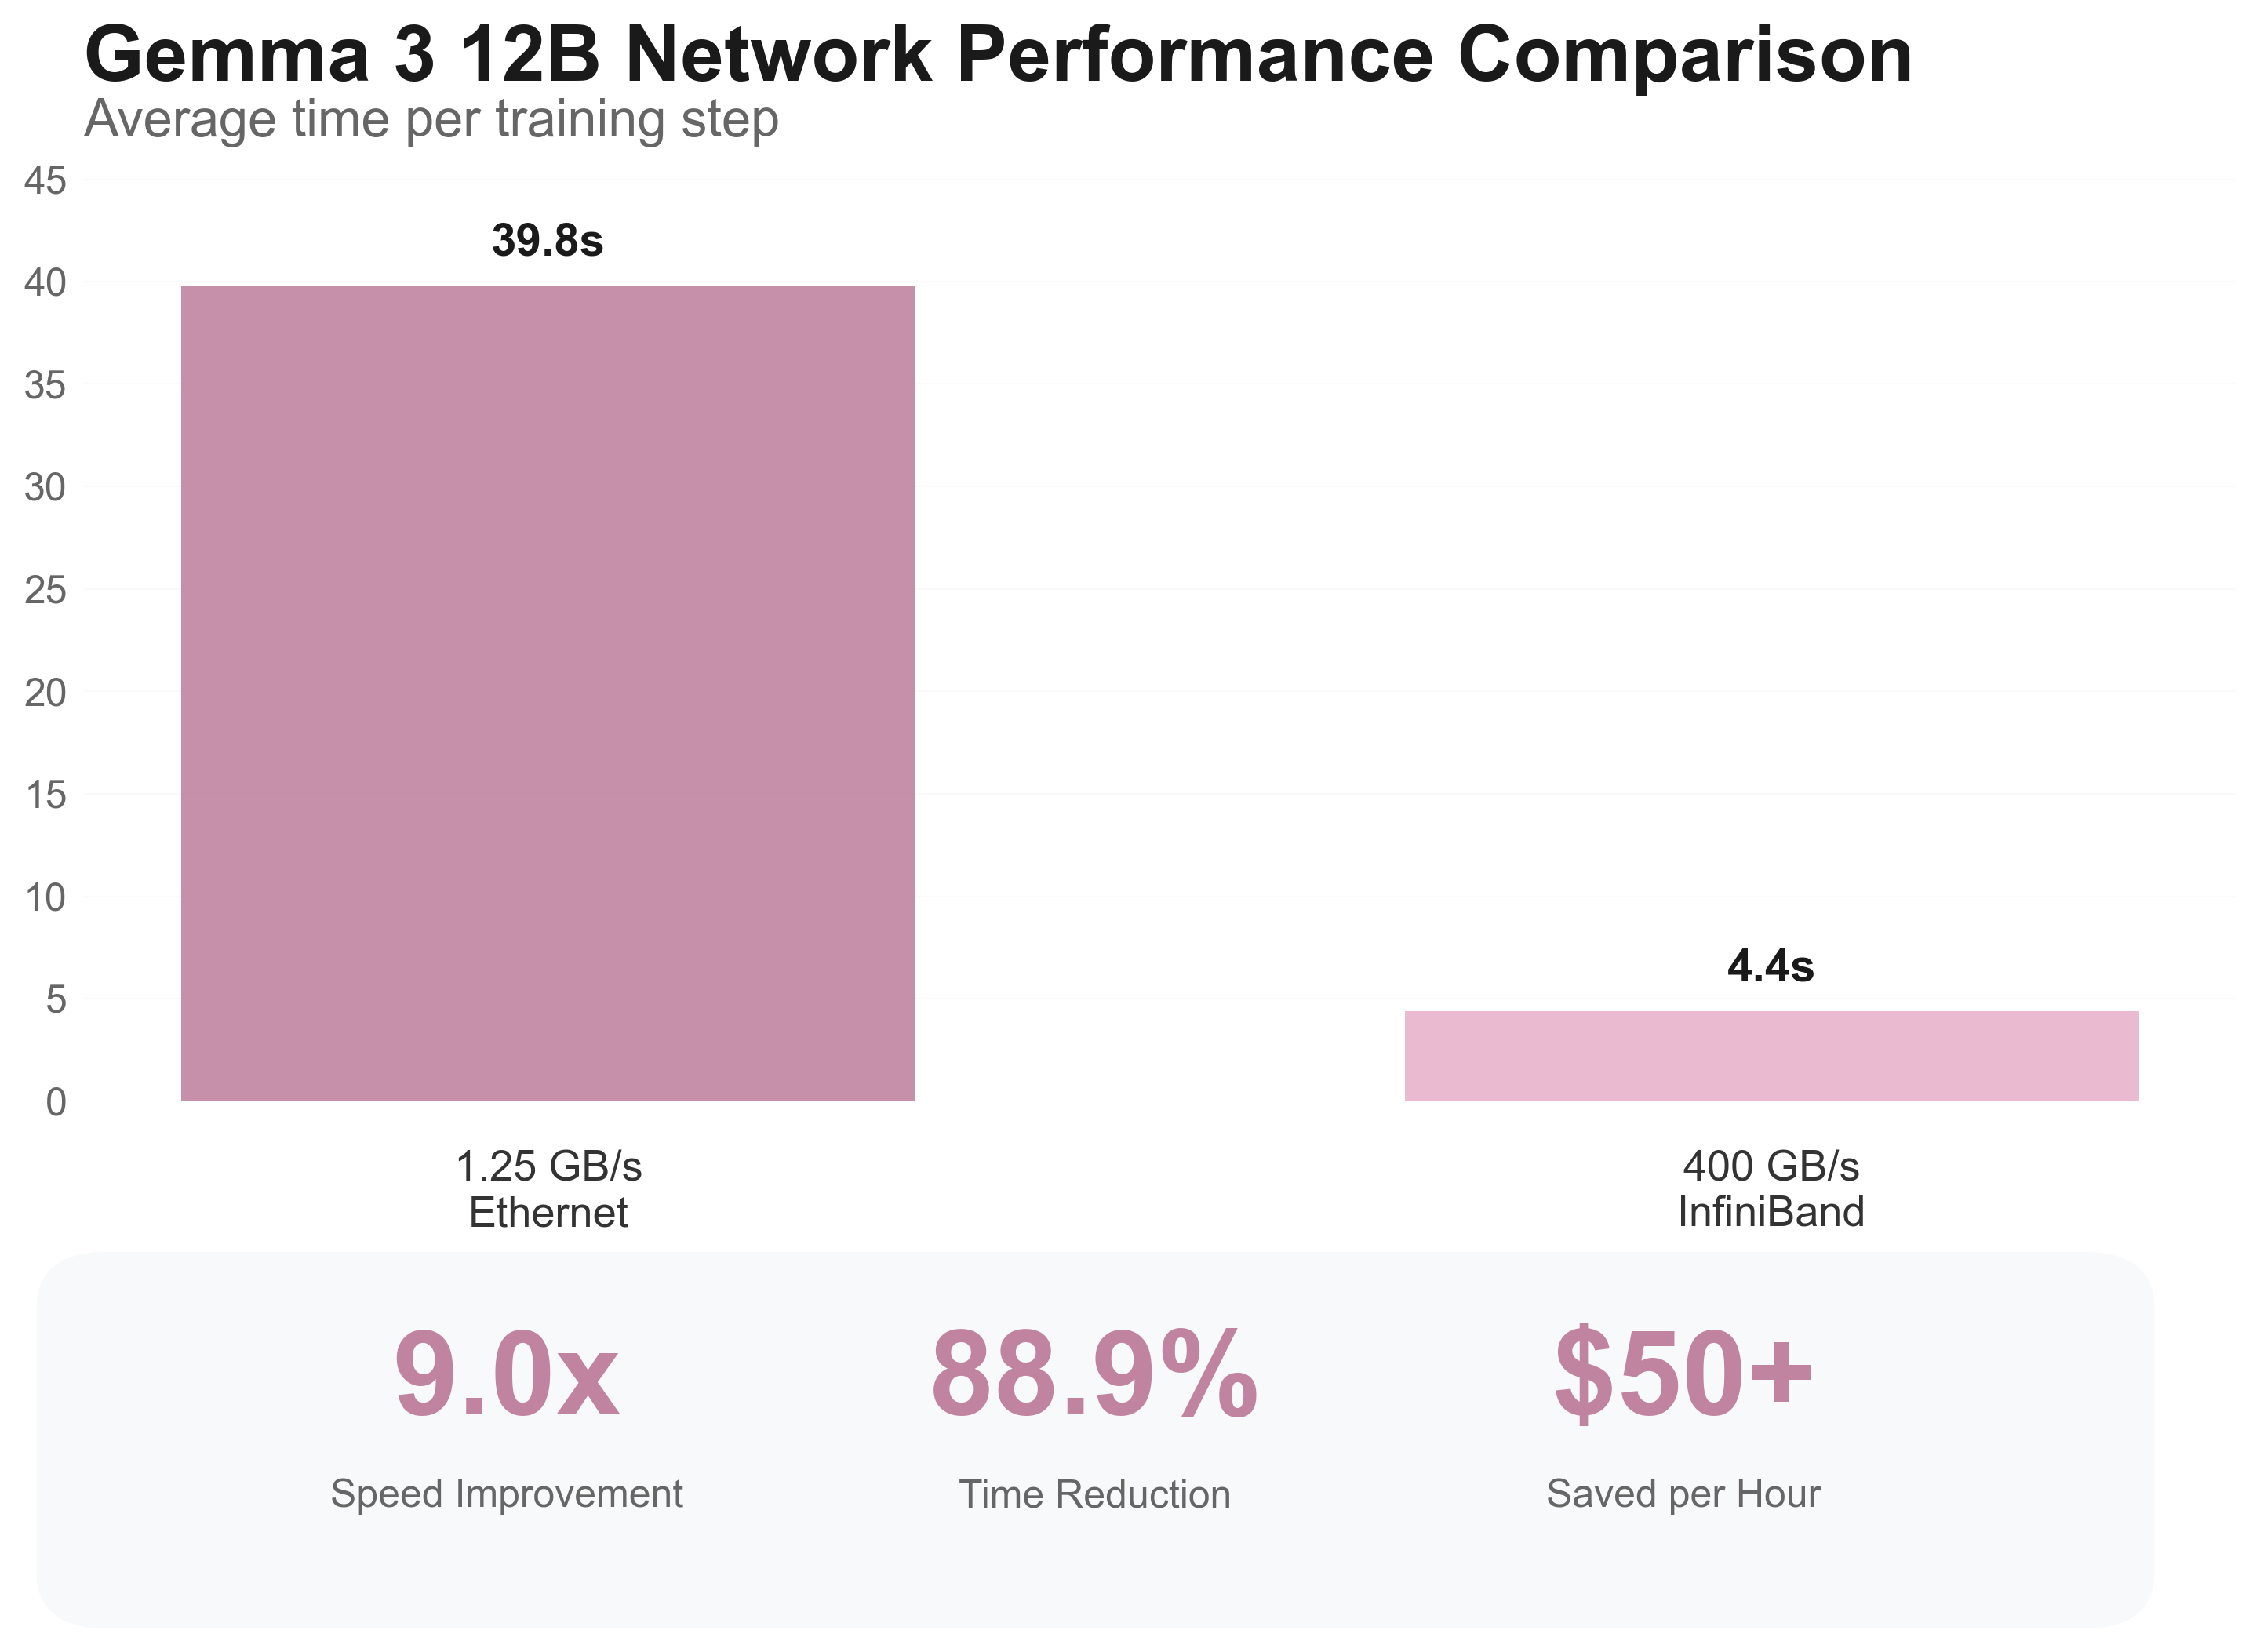 Gemma 3 12B Network Performance Comparison
Average time per training step
45
40
35
30
25
20
15
10
5
0
39.8s
4.4s
1.25 GB/s
Ethernet
400 GB/s
InfiniBand
9.0x
Speed Improvement
88.9%
Time Reduction
$50+
Saved per Hour